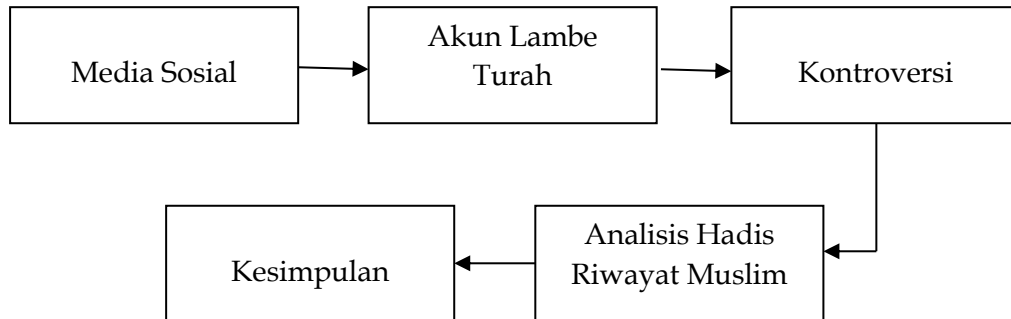 Media Sosial
Akun Lambe
Turah
Kontroversi
Analisis Hadis
Riwayat Muslim
Kesimpulan